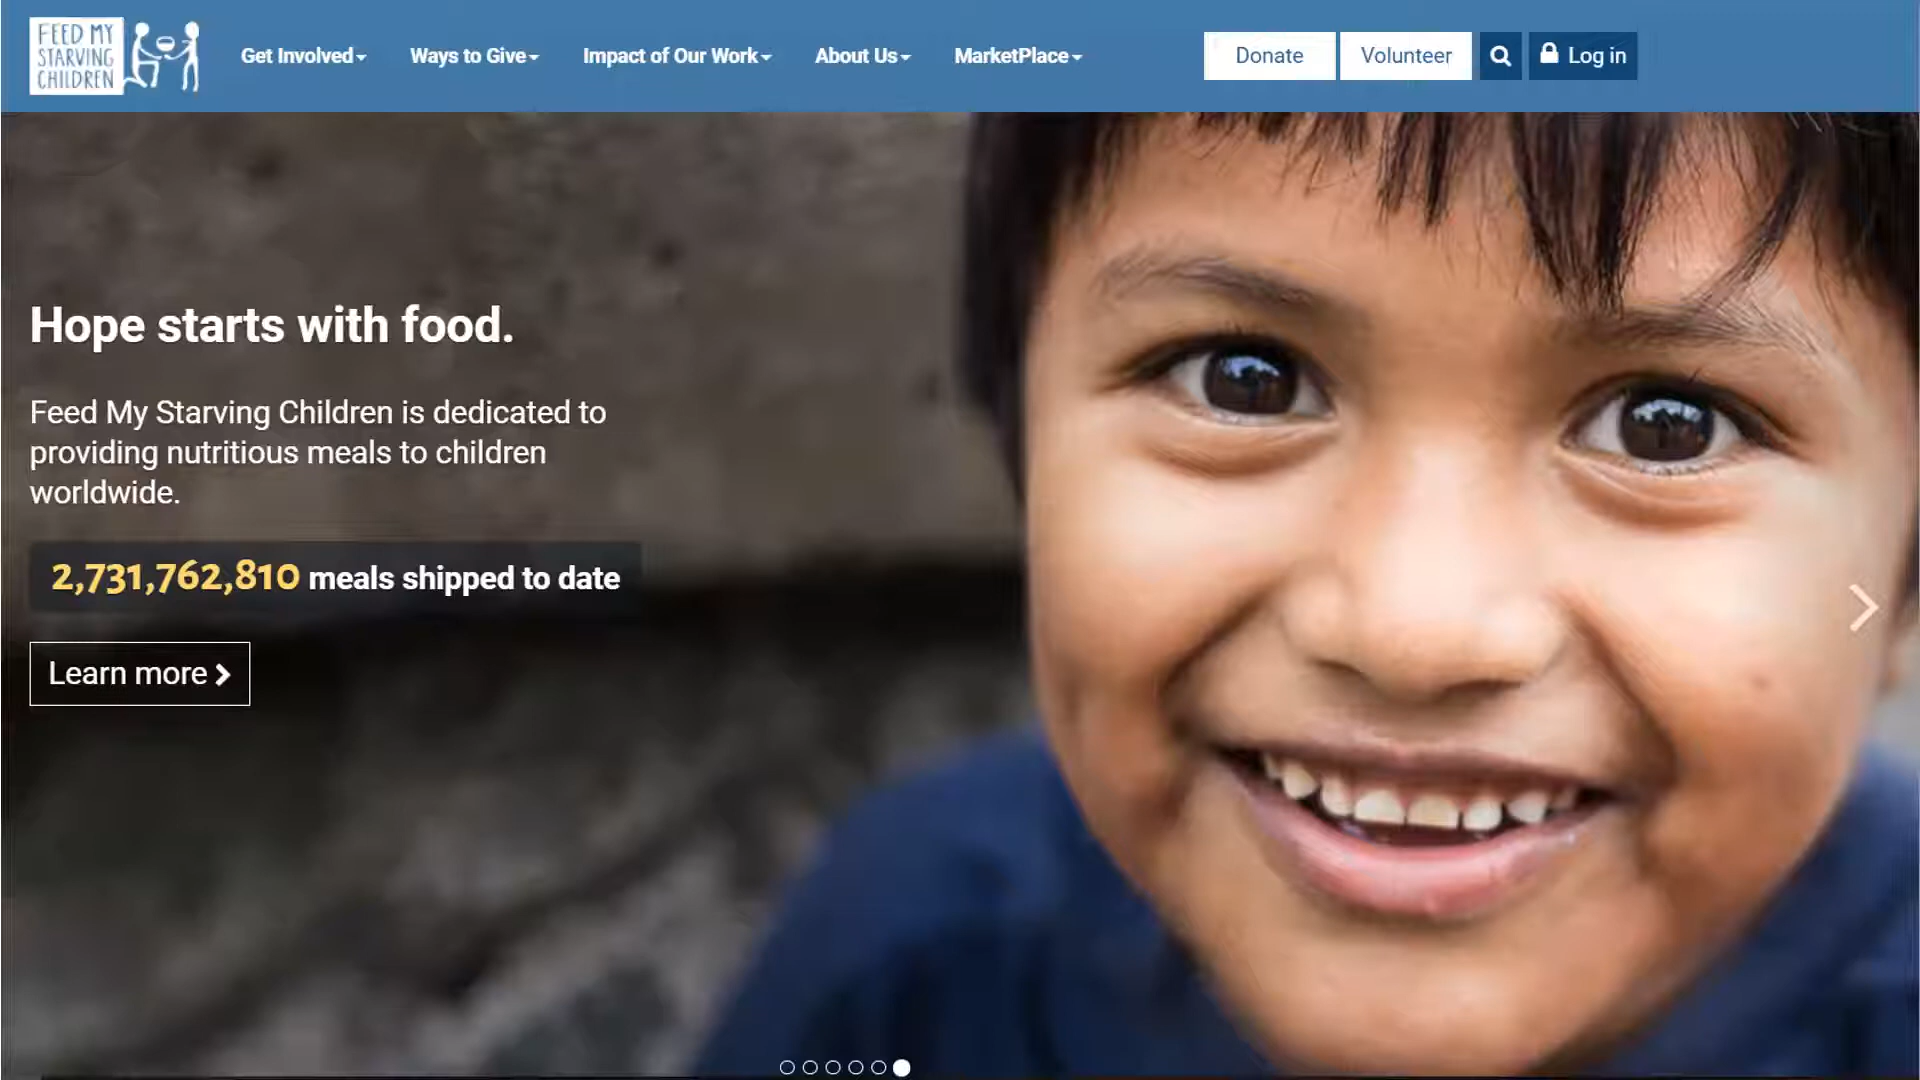 FEED MY
STARVING
CHILDREN
Get Involved
Ways to Give
Impact of Our Work
About Us
MarketPlace
Donate
Volunteer
Log in
Hope starts with food.
Feed My Starving Children is dedicated to
providing nutritious meals to children
worldwide.
2,731,762,810 meals shipped to date
Learn more